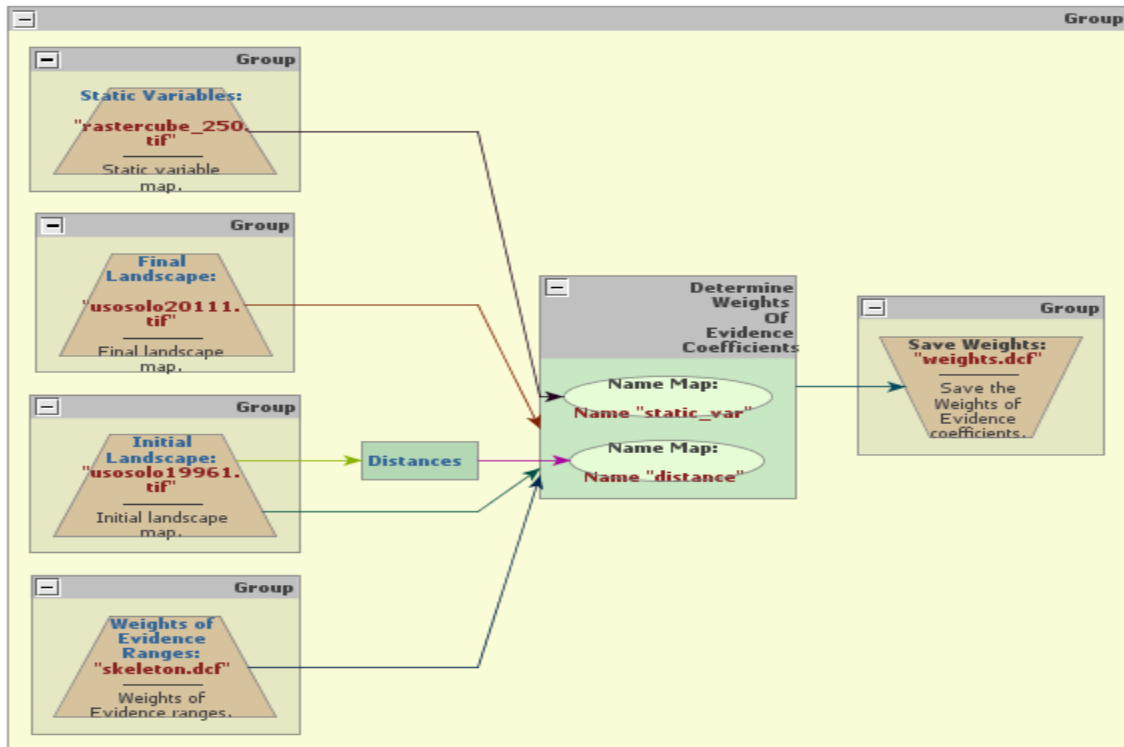 Group
Group
Static Variables:
"rastercube_250.
tif"
Static variable
map.
Group
Final
Landscape:
"usosolo20111.
tif"
Final landscape
map.
Group
Initial
Landscape:
"usosolo19961.
tif"
Initial landscape
map.
Group
Weights of
Evidence
Ranges:
"skeleton.dcf"
Weights of
Evidence ranges.
Distances
Determine
Weights
Of
Evidence
Coefficients
Name Map:
Name "static_var"
Name Map:
Name "distance"
Group
Save Weights:
"weights.dcf"
Save the
Weights of
Evidence
coefficients.